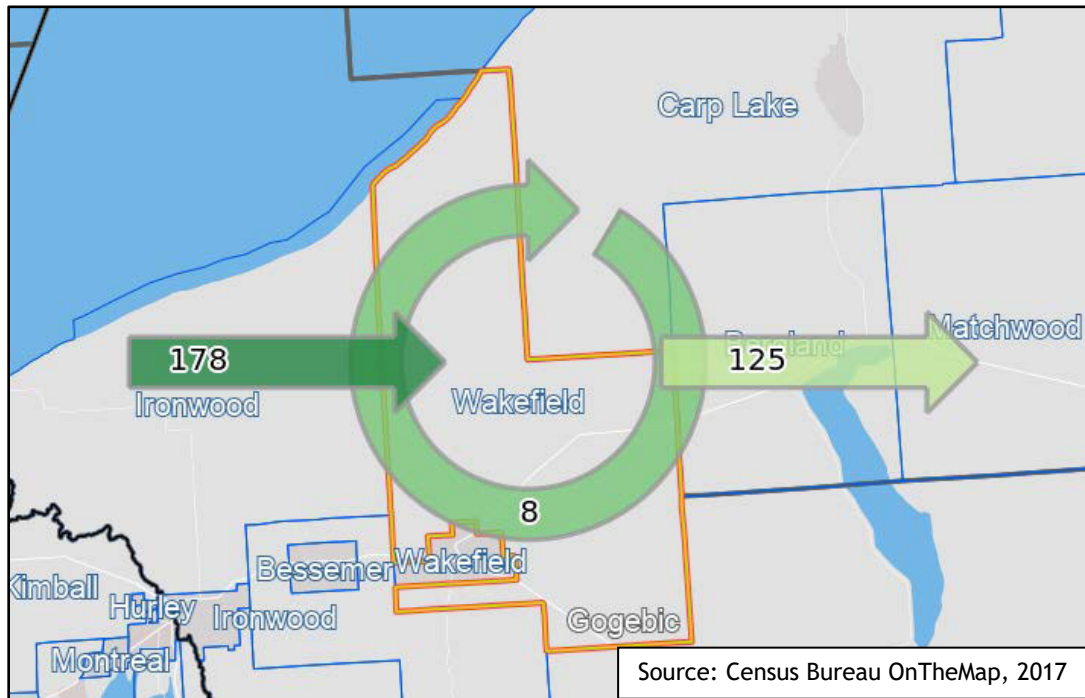 Carp Lake
178
125
Bergland
Matchwood
Ironwood
Wakefield
8
Bessemer
Wakefield
Kimball
Hurley
Ironwood
Gogebic
Montreal
Source: Census Bureau OnTheMap, 2017